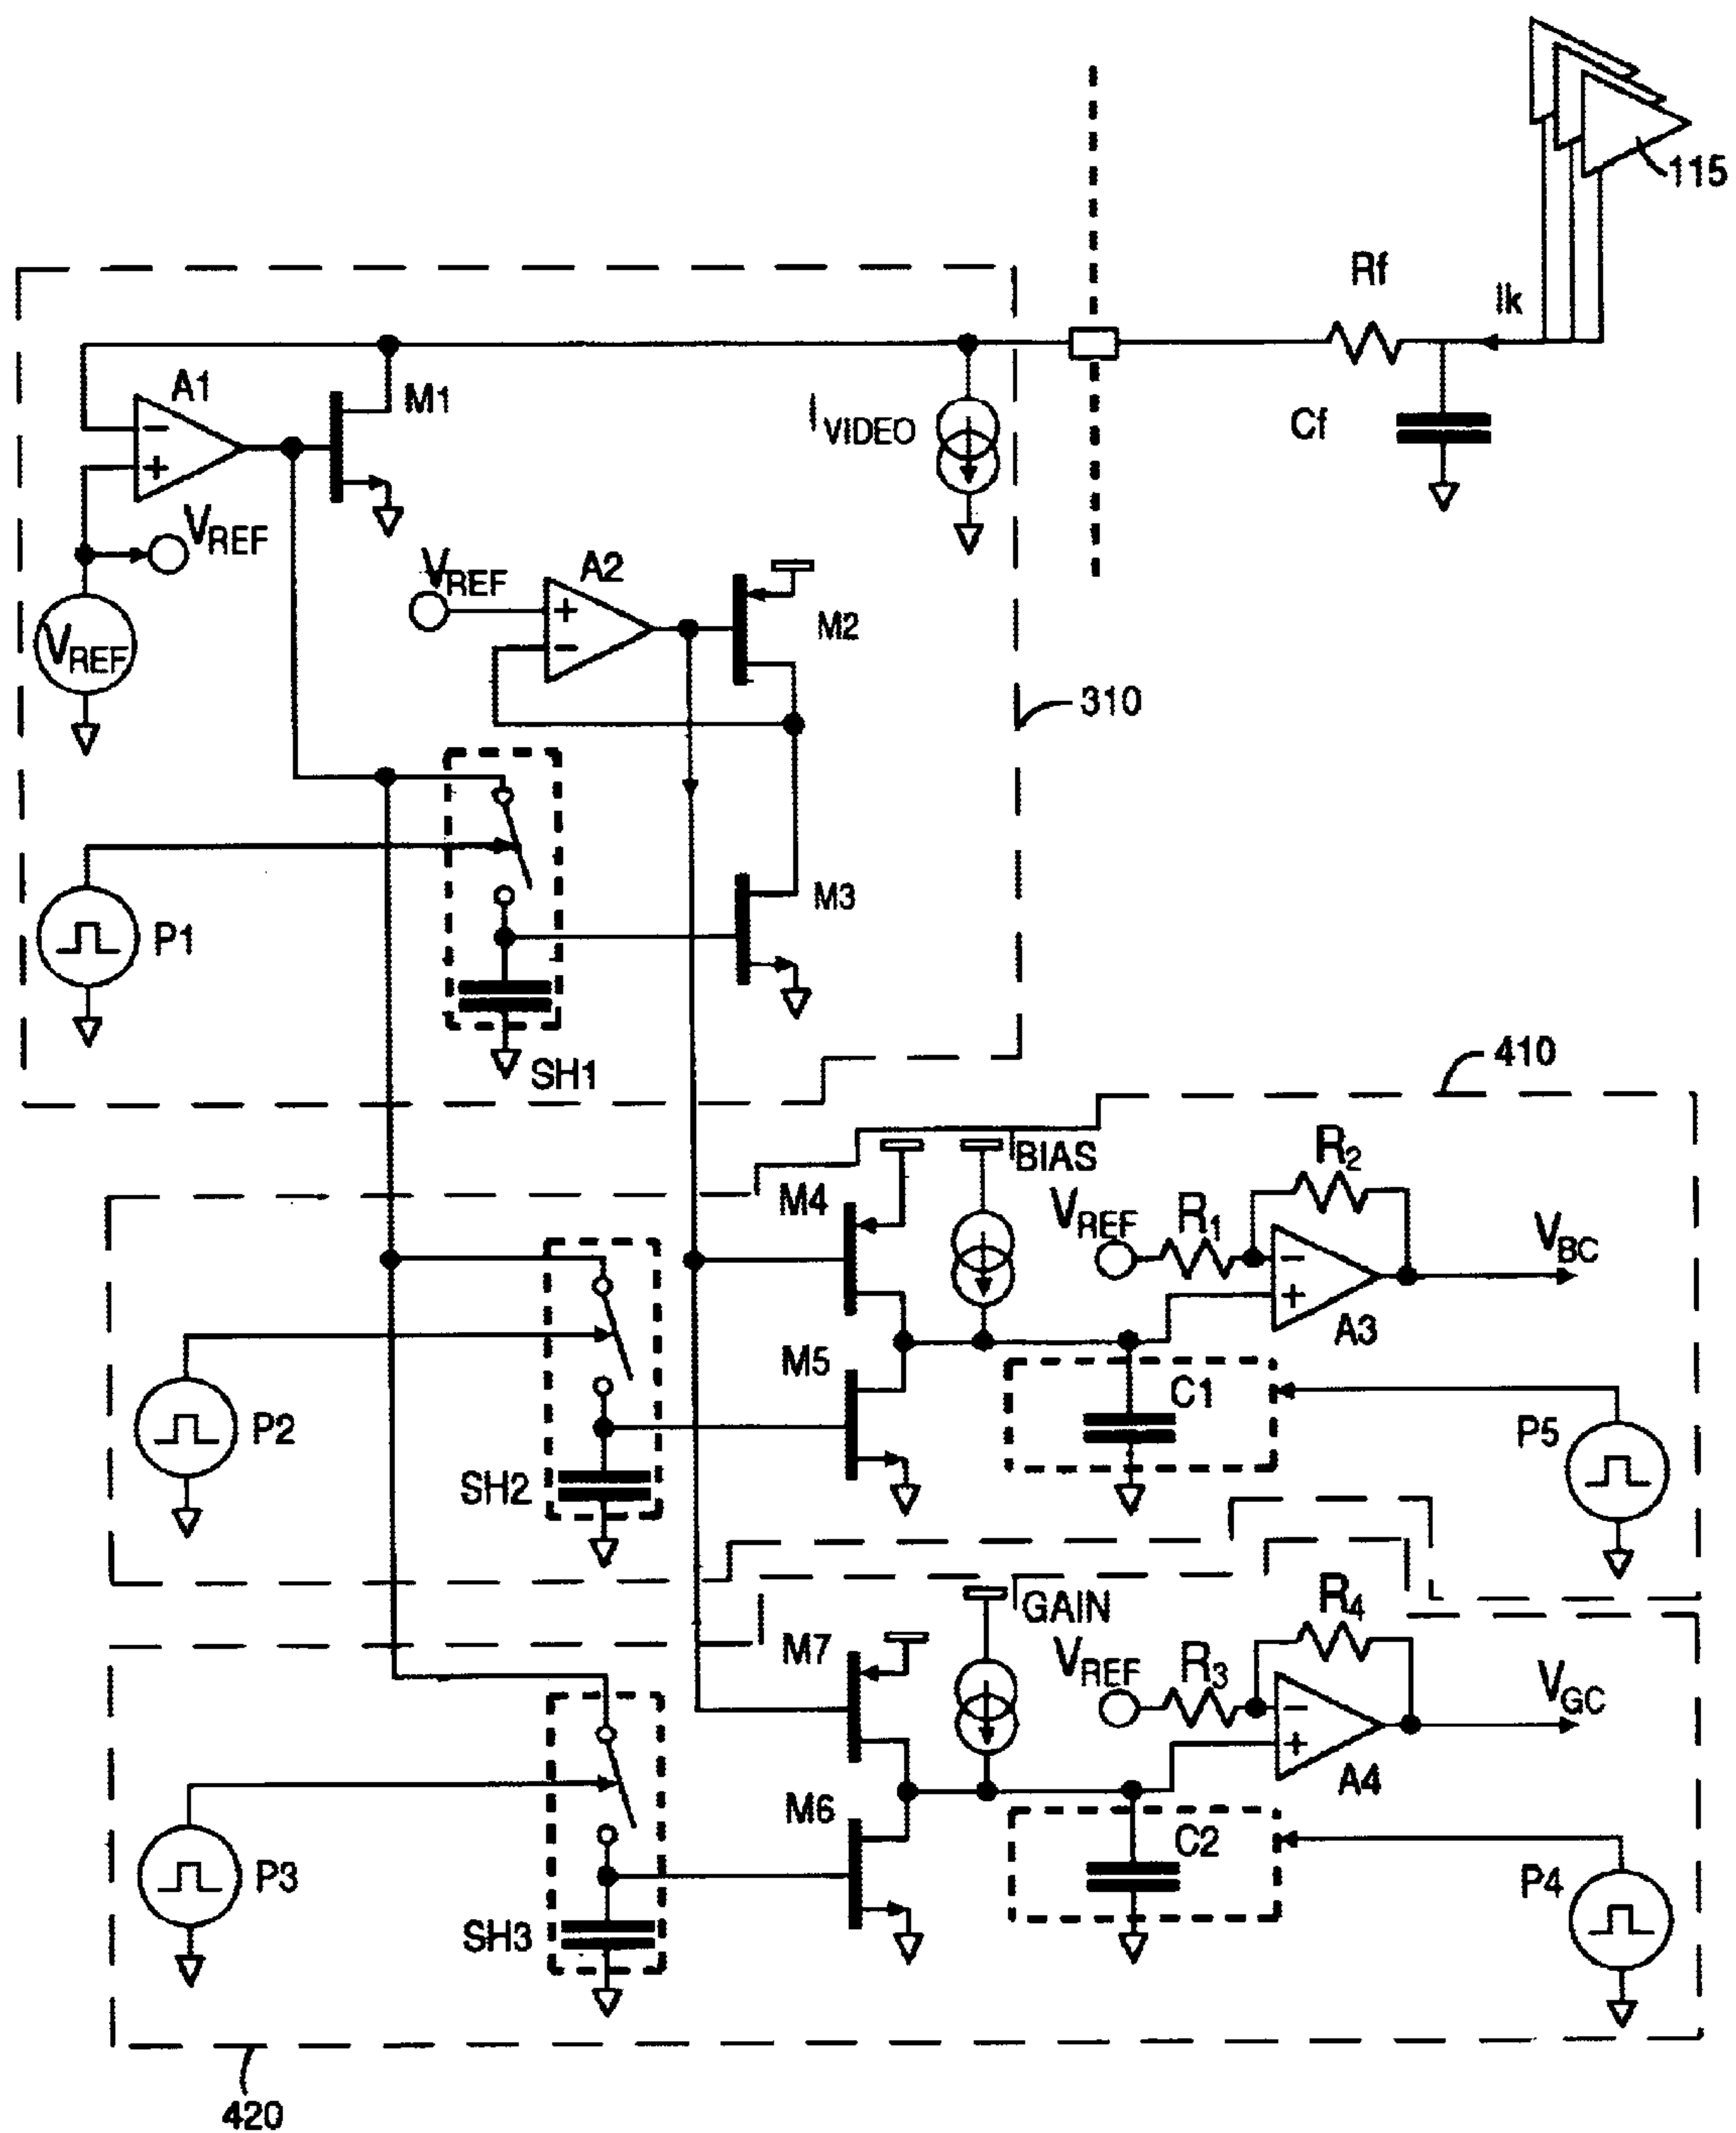 115
Rf
Ik
Cf
A1
M1
IVIDEO
VREF
VREF
VREF
A2
M2
310
P1
M3
SH1
410
IBIAS
R2
M4
VREF
R1
VBC
A3
M5
C1
P2
P5
SH2
IGAIN
R4
M7
VREF
R3
VGC
A4
M6
C2
P3
P4
SH3
420